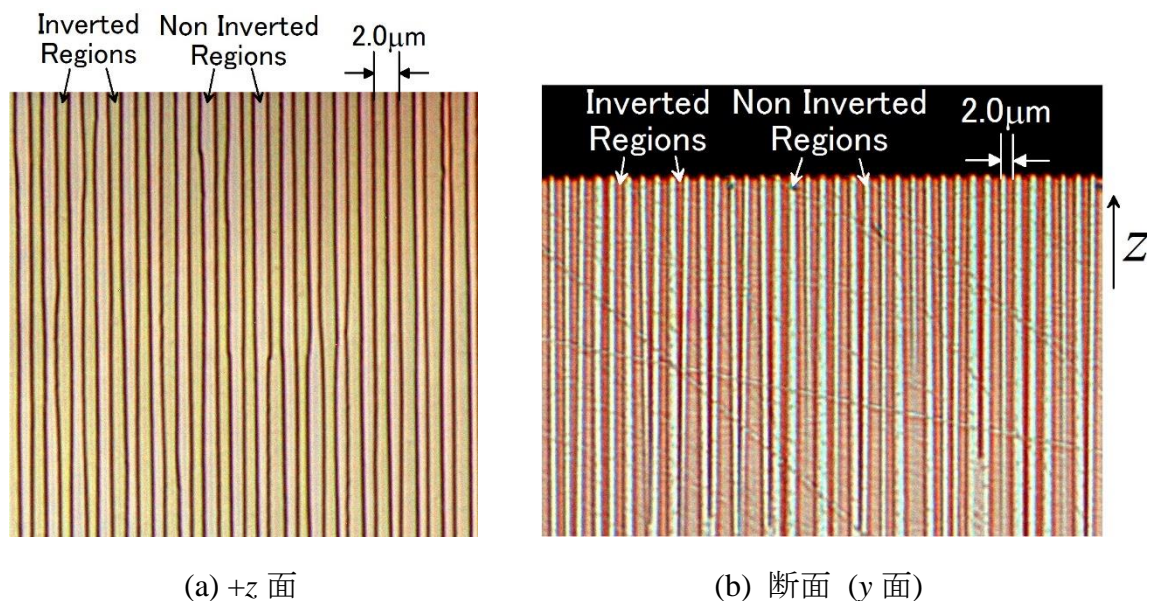 Inverted
Regions
Non Inverted
Regions
2.0μm
Inverted
Regions
Non Inverted
Regions
2.0μm
z
(a) +z 面
(b) 断面 (y 面)